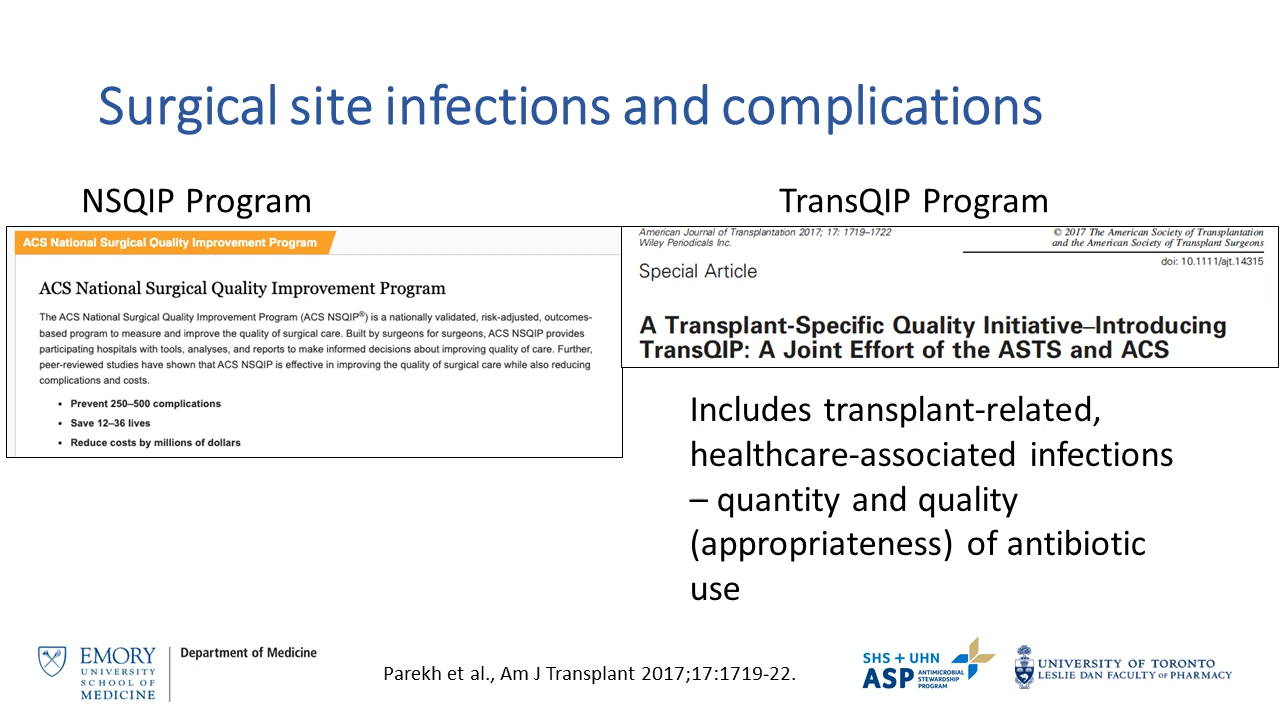 Surgical site infections and complications
NSQIP Program
ACS National Surgical Quality Improvement Program
ACS National Surgical Quality Improvement Program
The ACS National Surgical Quality Improvement Program (ACS NSQIP®) is a nationally validated, risk-adjusted, outcomes-
based program to measure and improve the quality of surgical care. Built by surgeons for surgeons, ACS NSQIP provides
participating hospitals with tools, analyses, and reports to make informed decisions about improving quality of care. Further,
peer-reviewed studies have shown that ACS NSQIP is effective in improving the quality of surgical care while also reducing
complications and costs.
• Prevent 250–500 complications
• Save 12–36 lives
• Reduce costs by millions of dollars
TransQIP Program
American Journal of Transplantation 2017; 17: 1719–1722
Wiley Periodicals Inc.
© 2017 The American Society of Transplantation
and the American Society of Transplant Surgeons
doi: 10.1111/ajt.14315
Special Article
A Transplant-Specific Quality Initiative–Introducing
TransQIP: A Joint Effort of the ASTS and ACS
Includes transplant-related,
healthcare-associated infections
– quantity and quality
(appropriateness) of antibiotic
use
EMORY
UNIVERSITY
SCHOOL OF
MEDICINE
Department of Medicine
Parekh et al., Am J Transplant 2017;17:1719-22.
SHS + UHN
ASP
ANTIMICROBIAL
STEWARDSHIP
PROGRAM
UNIVERSITY OF TORONTO
LESLIE DAN FACULTY OF PHARMACY